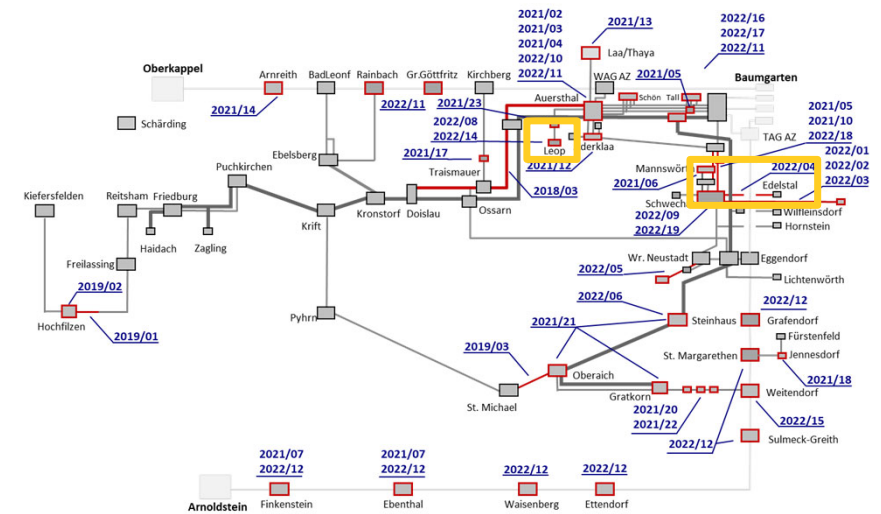 2021/02
2021/03
2021/04
2022/10
2022/11
2021/13
Laa/Thaya
2022/16
2022/17
2022/11
Oberkappel
Arnreith
2021/14
BadLeonf
Rainbach
2022/11
Gr.Göttfritz
Kirchberg
Auersthal
WAG AZ
2021/05
Schön
Tall
Baumgarten
2021/23
2022/08
2022/14
Leop
2021/12
2021/05
2021/10
TAG AZ
2022/18
2022/01
2022/02
2022/03
2022/04
Schärding
Ebelsberg
2021/17
Traismauer
2018/03
Mannswört
2021/06
Schwech
Edelstal
2022/09
2022/19
Wilfleinsdorf
Hornstein
Puchkirchen
Kiefersfelden
Reitsham
Friedburg
Haidach
Zagling
Krift
Kronstorf
Doislau
Ossarn
Freilassing
2019/02
Hochfilzen
2019/01
Wr. Neustadt
2022/05
Eggendorf
Lichtenwörth
Pyhrn
2022/06
2021/21
Steinhaus
2022/12
Grafendorf
Fürstenfeld
St. Margarethen
Jennesdorf
2021/18
2019/03
Oberaich
St. Michael
Gratkorn
2021/20
2021/22
Weitendorf
2022/15
2022/12
Sulmeck-Greith
2021/07
2022/12
Finkenstein
2021/07
2022/12
Ebenthal
2022/12
Waisenberg
2022/12
Ettendorf
Arnoldstein